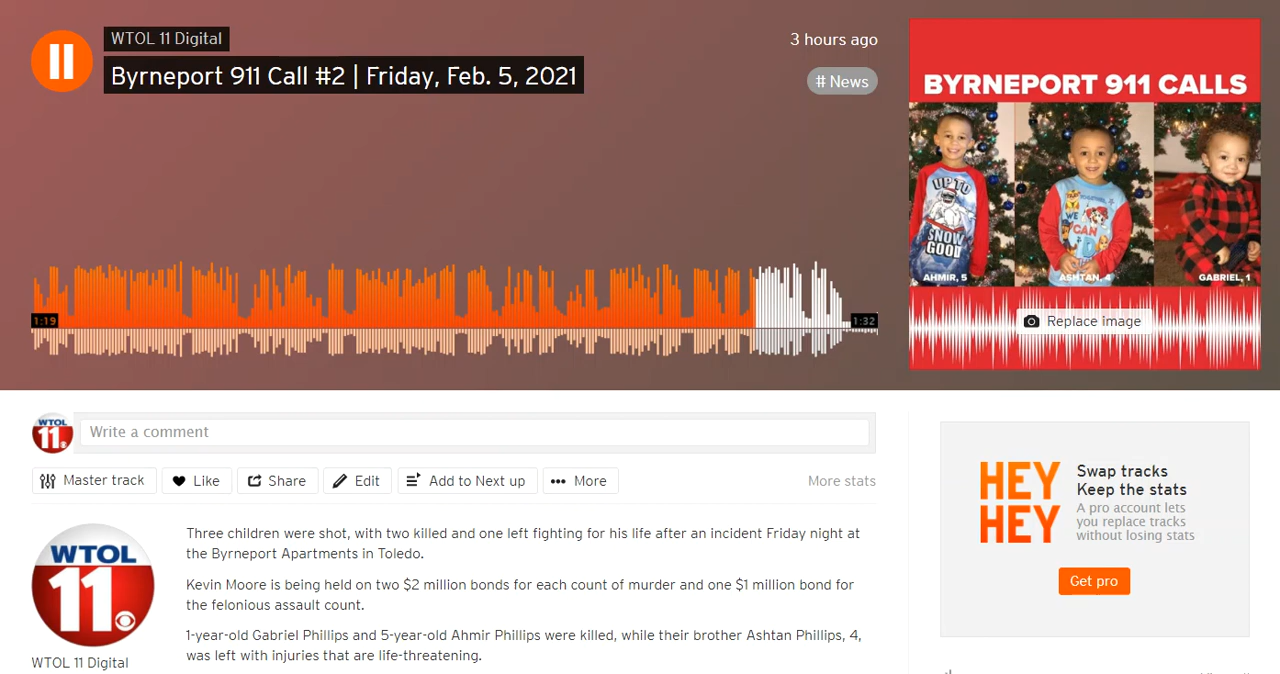 WTOL 11 Digital
Byrneport 911 Call #2 | Friday, Feb. 5, 2021
3 hours ago
# News
1:19
1:32
BYRNEPORT 911 CALLS
UP TO
SNOW
GOOD
WE
CAN
D
AHMIR, 5
ASHTAN, 4
GABRIEL, 1
Replace image
WTOL
11
Write a comment
Master track
Like
Share
Edit
Add to Next up
More
More stats
WTOL
11
WTOL 11 Digital
Three children were shot, with two killed and one left fighting for his life after an incident Friday night at
the Byrneport Apartments in Toledo.
Kevin Moore is being held on two $2 million bonds for each count of murder and one $1 million bond for
the felonious assault count.
1-year-old Gabriel Phillips and 5-year-old Ahmir Phillips were killed, while their brother Ashtan Phillips, 4,
was left with injuries that are life-threatening.
HEY
HEY
Swap tracks
Keep the stats
A pro account lets
you replace tracks
without losing stats
Get pro